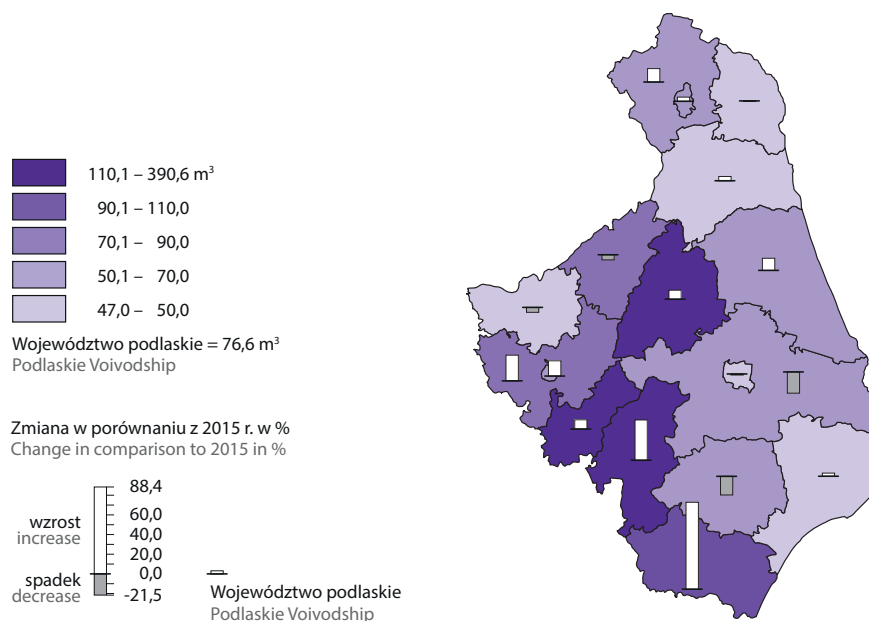 110,1 – 390,6 m³
90,1 – 110,0
70,1 – 90,0
50,1 – 70,0
47,0 – 50,0
Województwo podlaskie = 76,6 m³
Podlaskie Voivodship
Zmiana w porównaniu z 2015 r. w %
Change in comparison to 2015 in %
88,4
60,0
40,0
20,0
0,0
-21,5
wzrost
increase
spadek
decrease
Województwo podlaskie
Podlaskie Voivodship